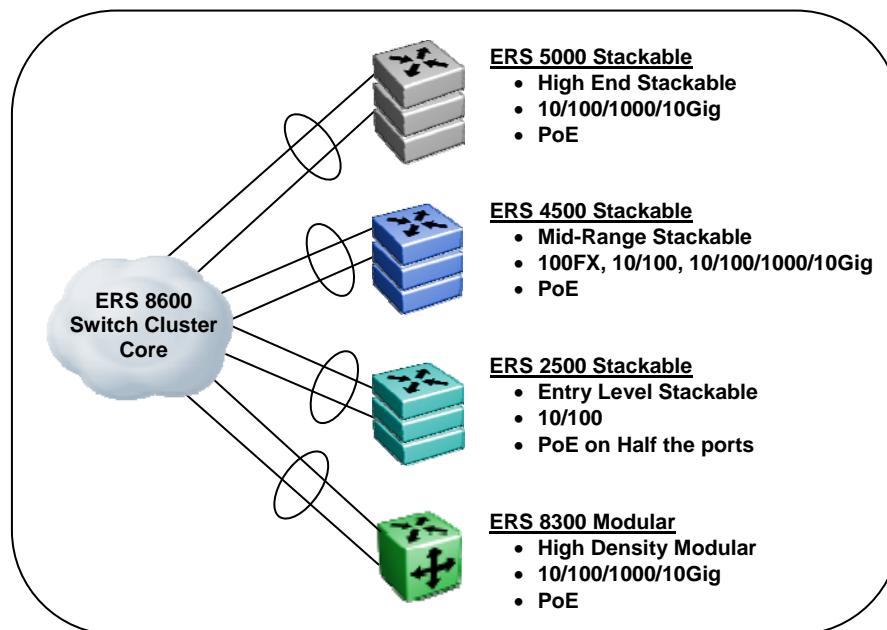 ERS 5000 Stackable
• High End Stackable
• 10/100/1000/10Gig
• PoE
ERS 4500 Stackable
• Mid-Range Stackable
• 100FX, 10/100, 10/100/1000/10Gig
• PoE
ERS 8600
Switch Cluster
Core
ERS 2500 Stackable
• Entry Level Stackable
• 10/100
• PoE on Half the ports
ERS 8300 Modular
• High Density Modular
• 10/100/1000/10Gig
• PoE